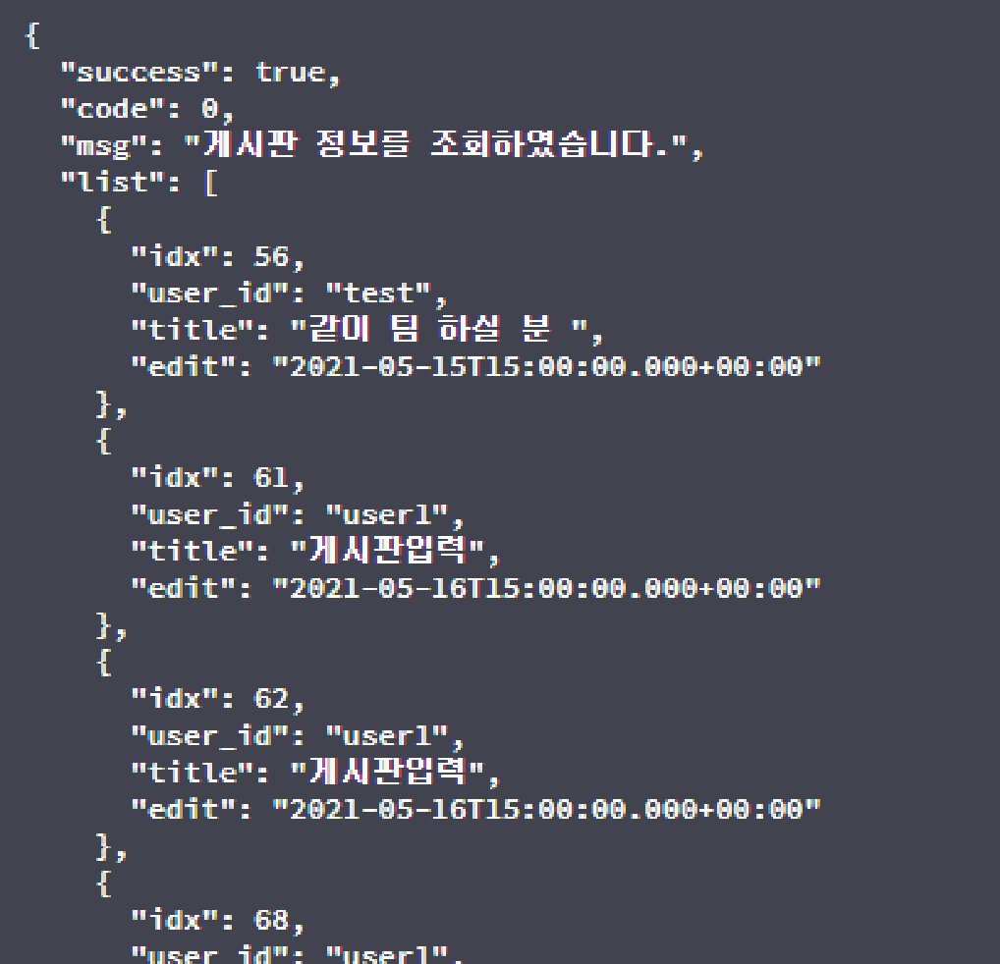 {
"success": true,
"code": 0,
"msg": "게시판 정보를 조회하였습니다.",
"list": [
{
"idx": 56,
"user_id": "test",
"title": "같이 팀 하실 분 ",
"edit": "2021-05-15T15:00:00.000+00:00"
},
{
"idx": 61,
"user_id": "user1",
"title": "게시판입력",
"edit": "2021-05-16T15:00:00.000+00:00"
},
{
"idx": 62,
"user_id": "user1",
"title": "게시판입력",
"edit": "2021-05-16T15:00:00.000+00:00"
},
{
"idx": 68,
"user_id": "user1",